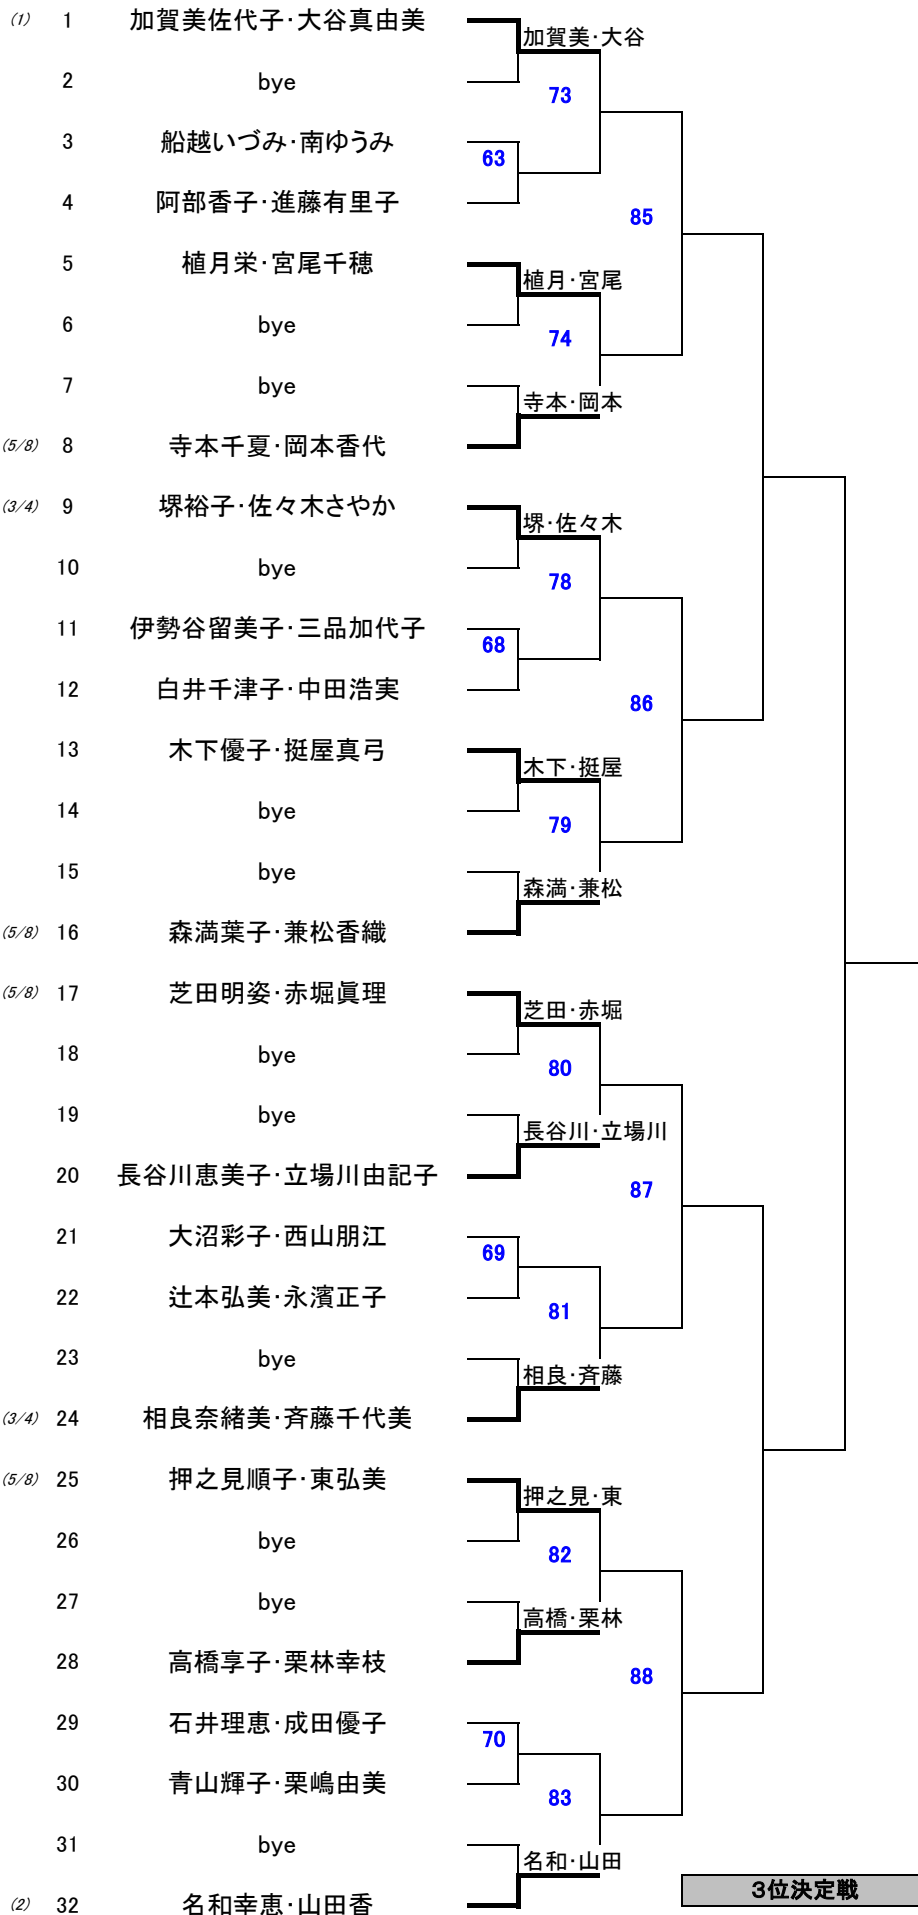 (1) 1 加賀美佐代子・大谷真由美
加賀美・大谷
2 bye
73
3 船越いづみ・南ゆうみ
63
4 阿部香子・進藤有里子
85
5 植月栄・宮尾千穂
植月・宮尾
6 bye
74
7 bye
寺本・岡本
(5/8) 8 寺本千夏・岡本香代
(3/4) 9 堺裕子・佐々木さやか
堺・佐々木
10 bye
78
11 伊勢谷留美子・三品加代子
68
12 白井千津子・中田浩実
86
13 木下優子・挺屋真弓
木下・挺屋
14 bye
79
15 bye
森満・兼松
(5/8) 16 森満葉子・兼松香織
(5/8) 17 芝田明姿・赤堀眞理
芝田・赤堀
18 bye
80
19 bye
長谷川・立場川
20 長谷川恵美子・立場川由記子
87
21 大沼彩子・西山朋江
69
22 辻本弘美・永濱正子
81
23 bye
相良・斉藤
(3/4) 24 相良奈緒美・斉藤千代美
(5/8) 25 押之見順子・東弘美
押之見・東
26 bye
82
27 bye
高橋・栗林
28 高橋享子・栗林幸枝
88
29 石井理恵・成田優子
70
30 青山輝子・栗嶋由美
83
31 bye
名和・山田
3位決定戦
(2) 32 名和幸恵・山田香